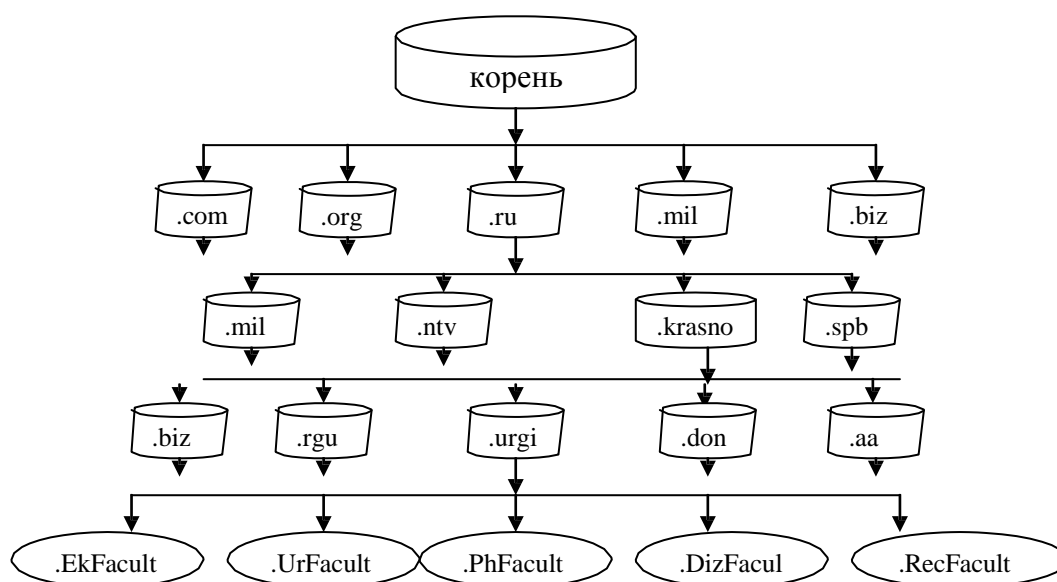 корень
.com .org .ru .mil .biz
.mil .ntv .krasno .spb
.biz .rgu .urgi .don .aa
.EkFacult .UrFacult .PhFacult .DizFacul .RecFacult